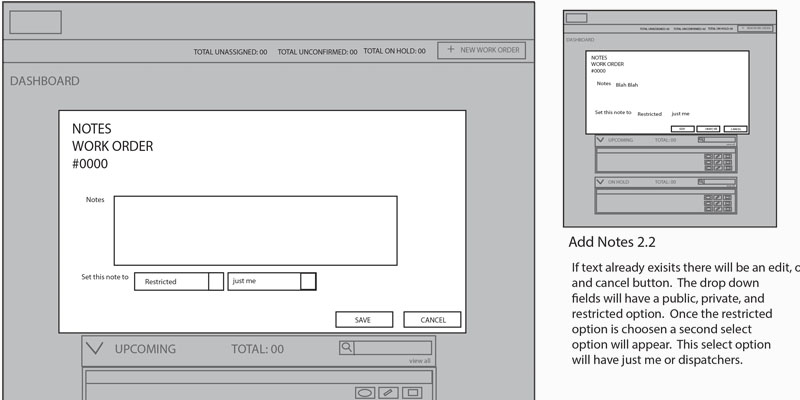 TOTAL UNASSIGNED: 00 TOTAL UNCONFIRMED: 00 TOTAL ON HOLD: 00 + NEW WORK ORDER
DASHBOARD
NOTES
WORK ORDER
#0000
Notes
Set this note to Restricted just me
SAVE CANCEL
UPCOMING TOTAL: 00
view all
TOTAL UNASSIGNED: 00 TOTAL UNCONFIRMED: 00 TOTAL ON HOLD: 00 + NEW WORK ORDER
DASHBOARD
NOTES
WORK ORDER
#0000
Notes Blah Blah
Set this note to Restricted just me
EDIT CANCEL
UPCOMING TOTAL: 00
view all
ON HOLD TOTAL: 00
Add Notes 2.2
If text already exisits there will be an edit,
and cancel button. The drop down
fields will have a public, private, and
restricted option. Once the restricted
option is choosen a second select
option will appear. This select option
will have just me or dispatchers.